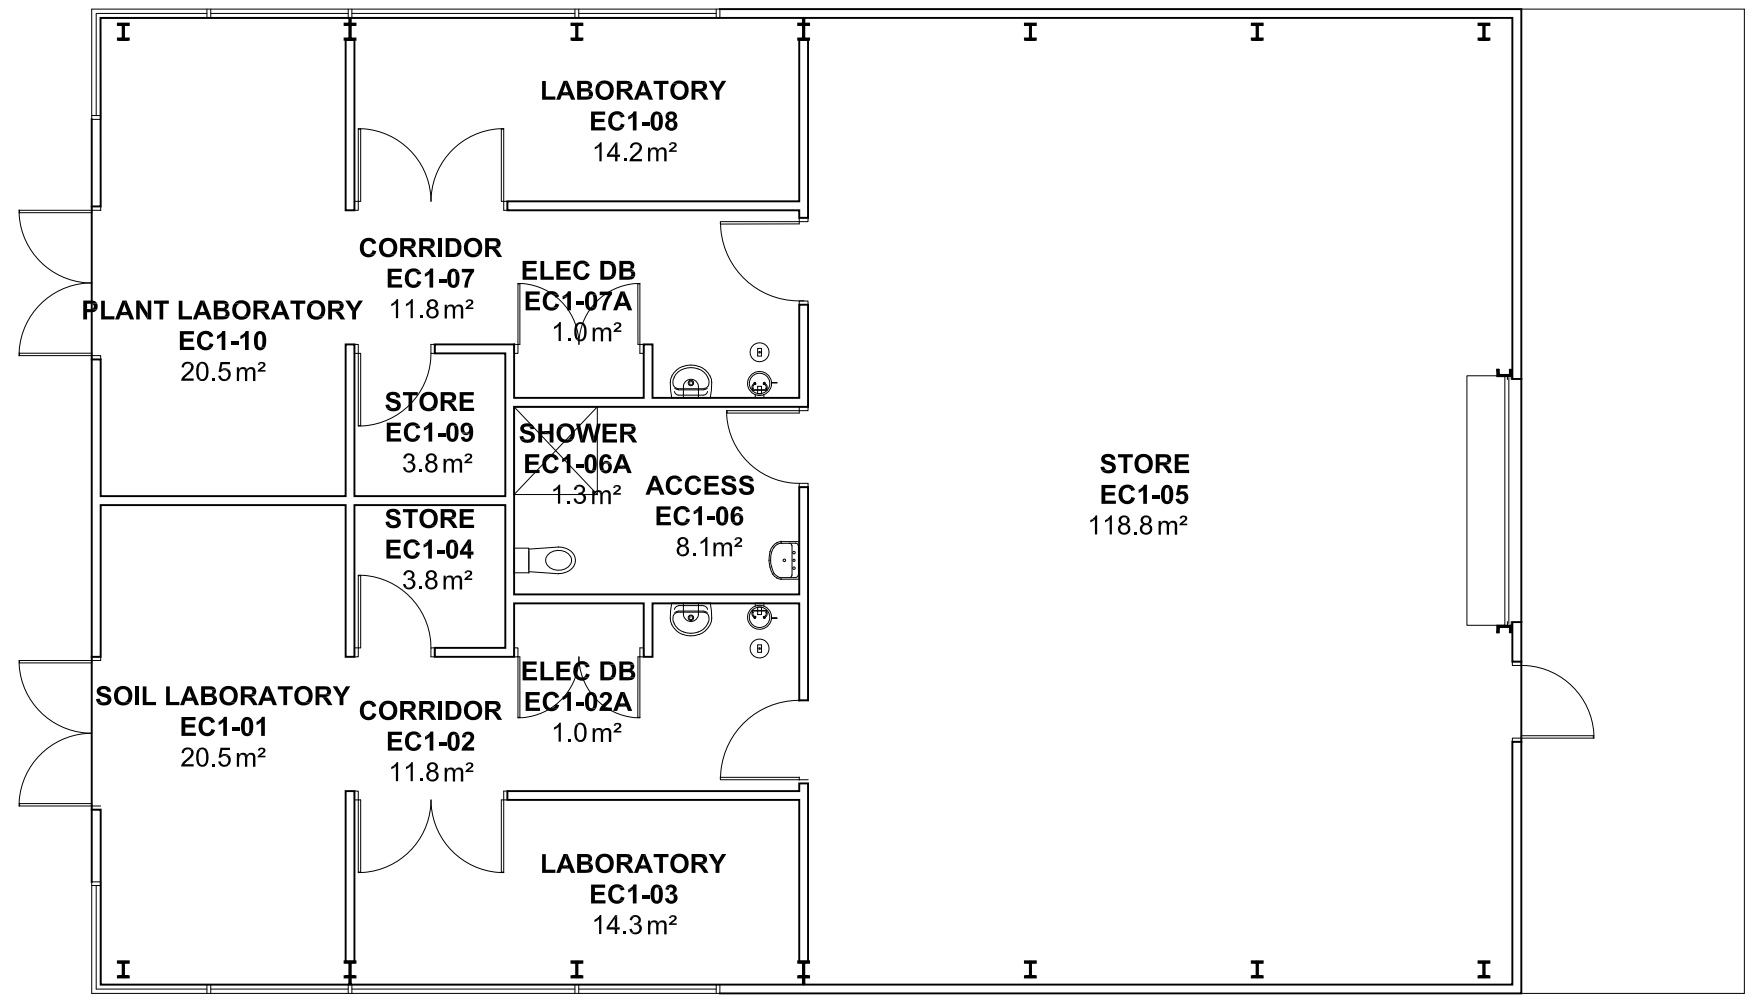 LABORATORY
EC1-08
14.2 m²
CORRIDOR
EC1-07
11.8 m²
ELEC DB
EC1-07A
1.0 m²
PLANT LABORATORY
EC1-10
20.5 m²
STORE
EC1-09
3.8 m²
SHOWER
EC1-06A
1.3 m²
ACCESS
EC1-06
8.1m²
STORE
EC1-05
118.8 m²
STORE
EC1-04
3.8 m²
SOIL LABORATORY
EC1-01
20.5 m²
CORRIDOR
EC1-02
11.8 m²
ELEC DB
EC1-02A
1.0 m²
LABORATORY
EC1-03
14.3 m²